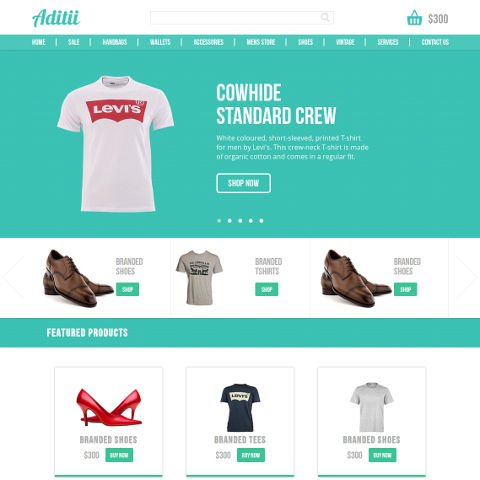 Aditii
$300
HOME | SALE | HANDBAGS | WALLETS | ACCESSORIES | MENS STORE | SHOES | VINTAGE | SERVICES | CONTACT US
LEVI'S
COWHIDE
STANDARD CREW
White coloured, short-sleeved, printed T-shirt
for men by Levi's. This crew-neck T-shirt is made
of organic cotton and comes in a regular fit.
SHOP NOW
BRANDED
SHOES
SHOP
BRANDED
TSHIRTS
SHOP
BRANDED
SHOES
SHOP
FEATURED PRODUCTS
BRANDED SHOES
$300 BUY NOW
LEVI'S
BRANDED TEES
$300 BUY NOW
BRANDED SHOES
$300 BUY NOW